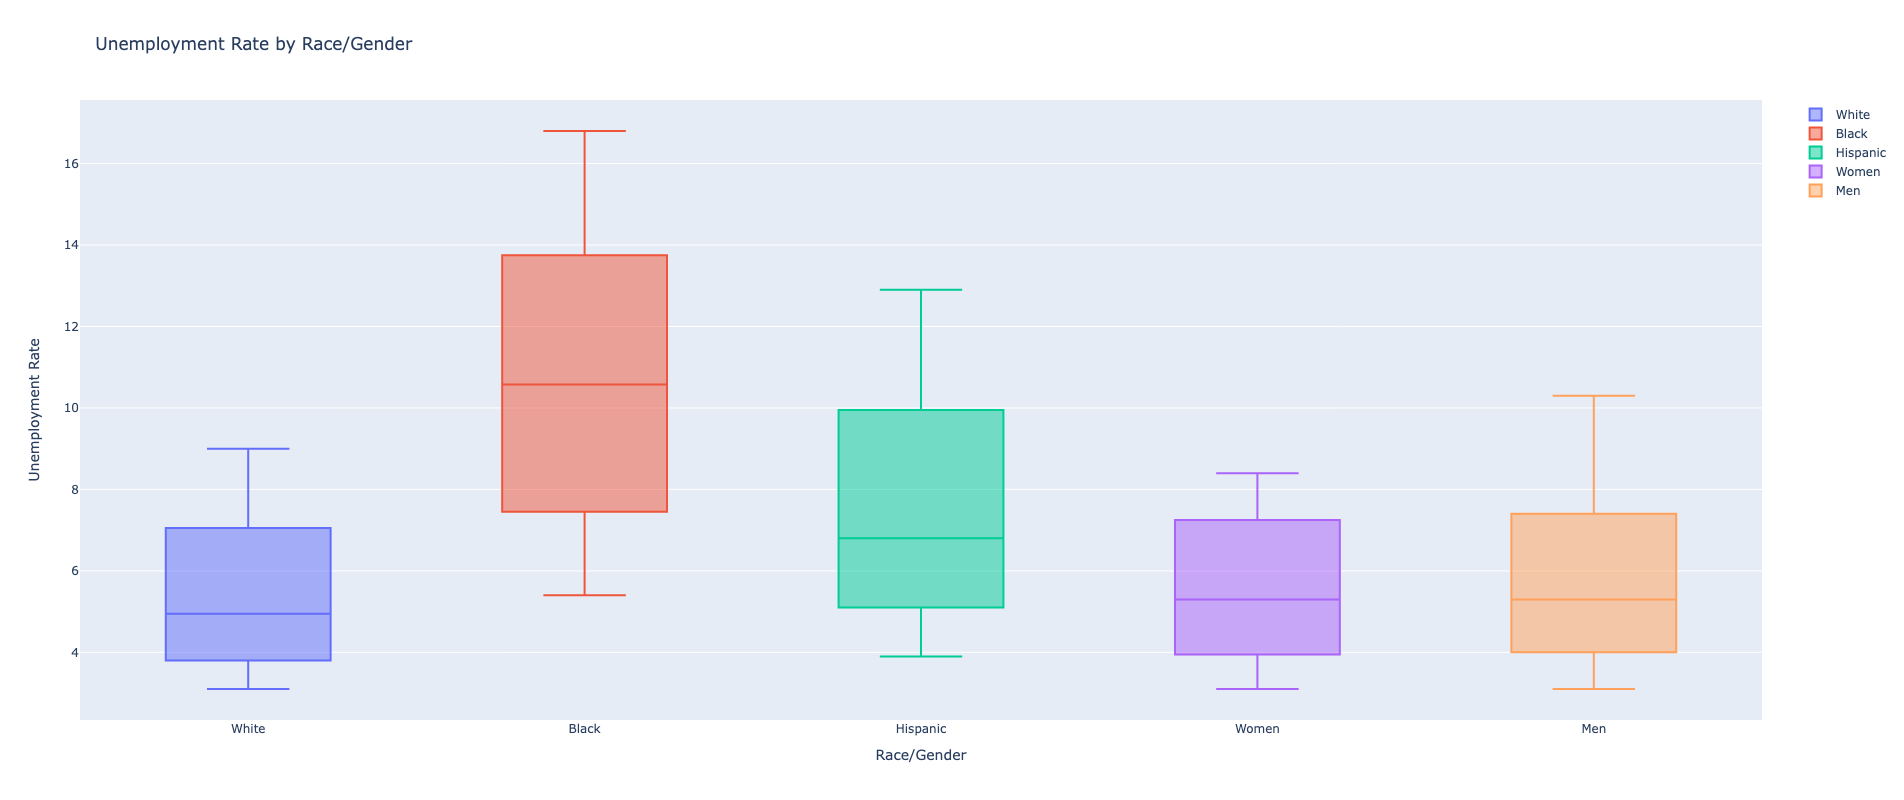 Unemployment Rate by Race/Gender
White
Black
Hispanic
Women
Men
16
14
12
10
8
6
4
Unemployment Rate
White
Black
Hispanic
Women
Men
Race/Gender